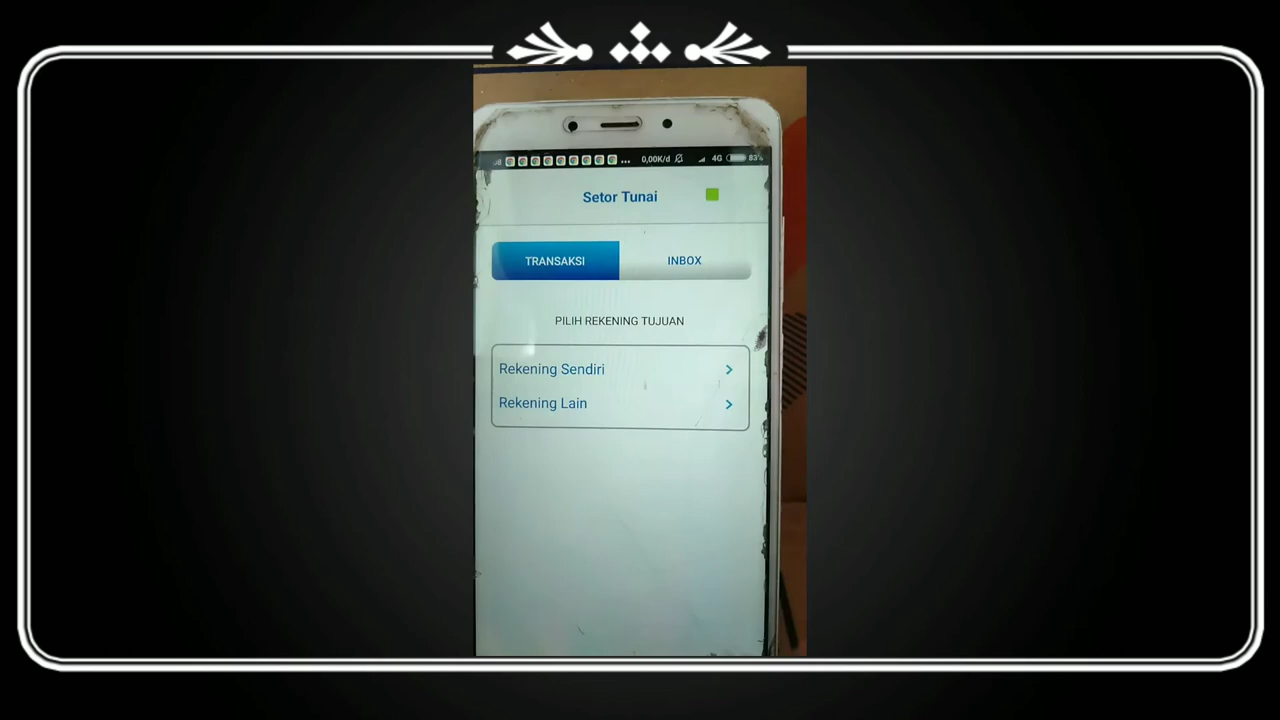 0,00K/d 4G 83%
Setor Tunai
TRANSAKSI INBOX
PILIH REKENING TUJUAN
Rekening Sendiri
Rekening Lain